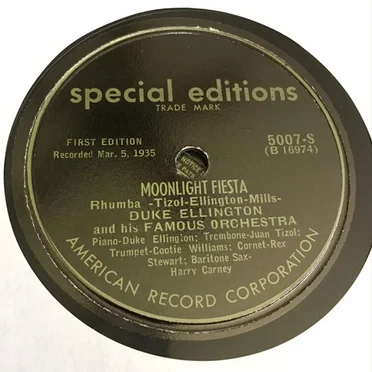 special editions
TRADE MARK
FIRST EDITION
Recorded Mar. 5, 1935
5007-S
(B 16974)
NOTICE
MOONLIGHT FIESTA
Rhumba -Tizol-Ellington-Mills-
DUKE ELLINGTON
and his FAMOUS ORCHESTRA
Piano-Duke Ellington; Trombone-Juan Tizol;
Trumpet-Cootie Williams; Cornet-Rex
Stewart; Baritone Sax-
Harry Carney
AMERICAN RECORD CORPORATION